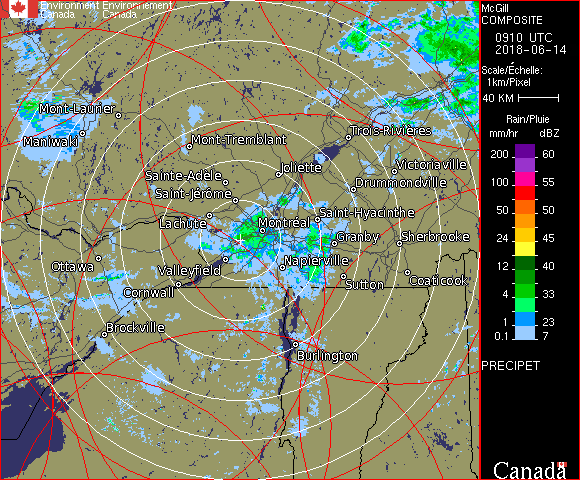 Environment Environnement
Canada Canada
McGill
COMPOSITE
0910 UTC
2018-06-14
Scale/Échelle:
1km/Pixel
40 KM
Rain/Pluie
mm/hr dBZ
200 60
100 55
50 50
24 45
12 40
4 33
1 23
0.1 7
PRECIPET
Canada
Mont-Laurier
Maniwaki
Mont-Tremblant
Trois-Rivières
Joliette
Victoriaville
Sainte-Adèle
Drummondville
Saint-Jérôme
Saint-Hyacinthe
Lachute
Montréal
Granby
Sherbrooke
Ottawa
Napierville
Valleyfield
Sutton
Coaticook
Cornwall
Brockville
Burlington